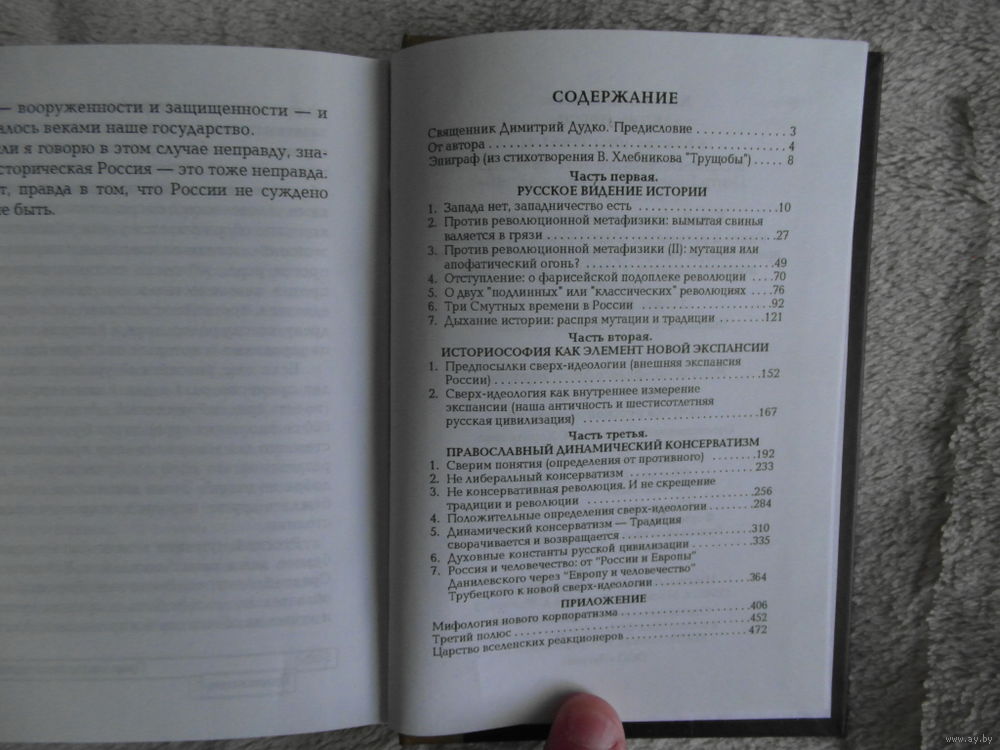 — вооруженности и защищенности — и
алось веками наше государство.
ли я говорю в этом случае неправду, зна-
сторическая Россия — это тоже неправда.
т, правда в том, что России не суждено
е быть.
СОДЕРЖАНИЕ
Священник Димитрий Дудко. Предисловие . . . . . . . . . . . . 3
От автора . . . . . . . . . . . . . . . . . . . . . . . . . . . . . . . . . . . . . . . 4
Эпиграф (из стихотворения В. Хлебникова "Трущобы") . . . . . 8
Часть первая.
РУССКОЕ ВИДЕНИЕ ИСТОРИИ
1. Запада нет, западничество есть . . . . . . . . . . . . . . . . . . . . .10
2. Против революционной метафизики: вымытая свинья
валяется в грязи . . . . . . . . . . . . . . . . . . . . . . . . . . . . . . . . . .27
3. Против революционной метафизики (II): мутация или
апофатический огонь? . . . . . . . . . . . . . . . . . . . . . . . . . . .49
4. Отступление: о фарисейской подоплеке революции . . . .70
5. О двух "подлинных" или "классических" революциях . . . .76
6. Три Смутных времени в России . . . . . . . . . . . . . . . . . . .92
7. Дыхание истории: распря мутации и традиции . . . . . . . .121
Часть вторая.
ИСТОРИОСОФИЯ КАК ЭЛЕМЕНТ НОВОЙ ЭКСПАНСИИ
1. Предпосылки сверх-идеологии (внешняя экспансия
России) . . . . . . . . . . . . . . . . . . . . . . . . . . . . . . . . . . . . . . .152
2. Сверх-идеология как внутреннее измерение
экспансии (наша античность и шестисотлетняя
русская цивилизация) . . . . . . . . . . . . . . . . . . . . . . . . . .167
Часть третья.
ПРАВОСЛАВНЫЙ ДИНАМИЧЕСКИЙ КОНСЕРВАТИЗМ
1. Сверим понятия (определения от противного) . . . . . . . .192
2. Не либеральный консерватизм . . . . . . . . . . . . . . . . . . .233
3. Не консервативная революция. И не скрещение
традиции и революции . . . . . . . . . . . . . . . . . . . . . . . . .256
4. Положительные определения сверх-идеологии . . . . . . . .284
5. Динамический консерватизм — Традиция
сворачивается и возвращается . . . . . . . . . . . . . . . . . . . . .310
6. Духовные константы русской цивилизации . . . . . . . . . . .335
7. Россия и человечество: от "России и Европы"
Данилевского через "Европу и человечество"
Трубецкого к новой сверх-идеологии . . . . . . . . . . . . . . . .364
ПРИЛОЖЕНИЕ
Мифология нового корпоратизма . . . . . . . . . . . . . . . . . . . . .406
Третий полюс . . . . . . . . . . . . . . . . . . . . . . . . . . . . . . . . . . . .452
Царство вселенских реакционеров . . . . . . . . . . . . . . . . . . . .472
www.ay.by